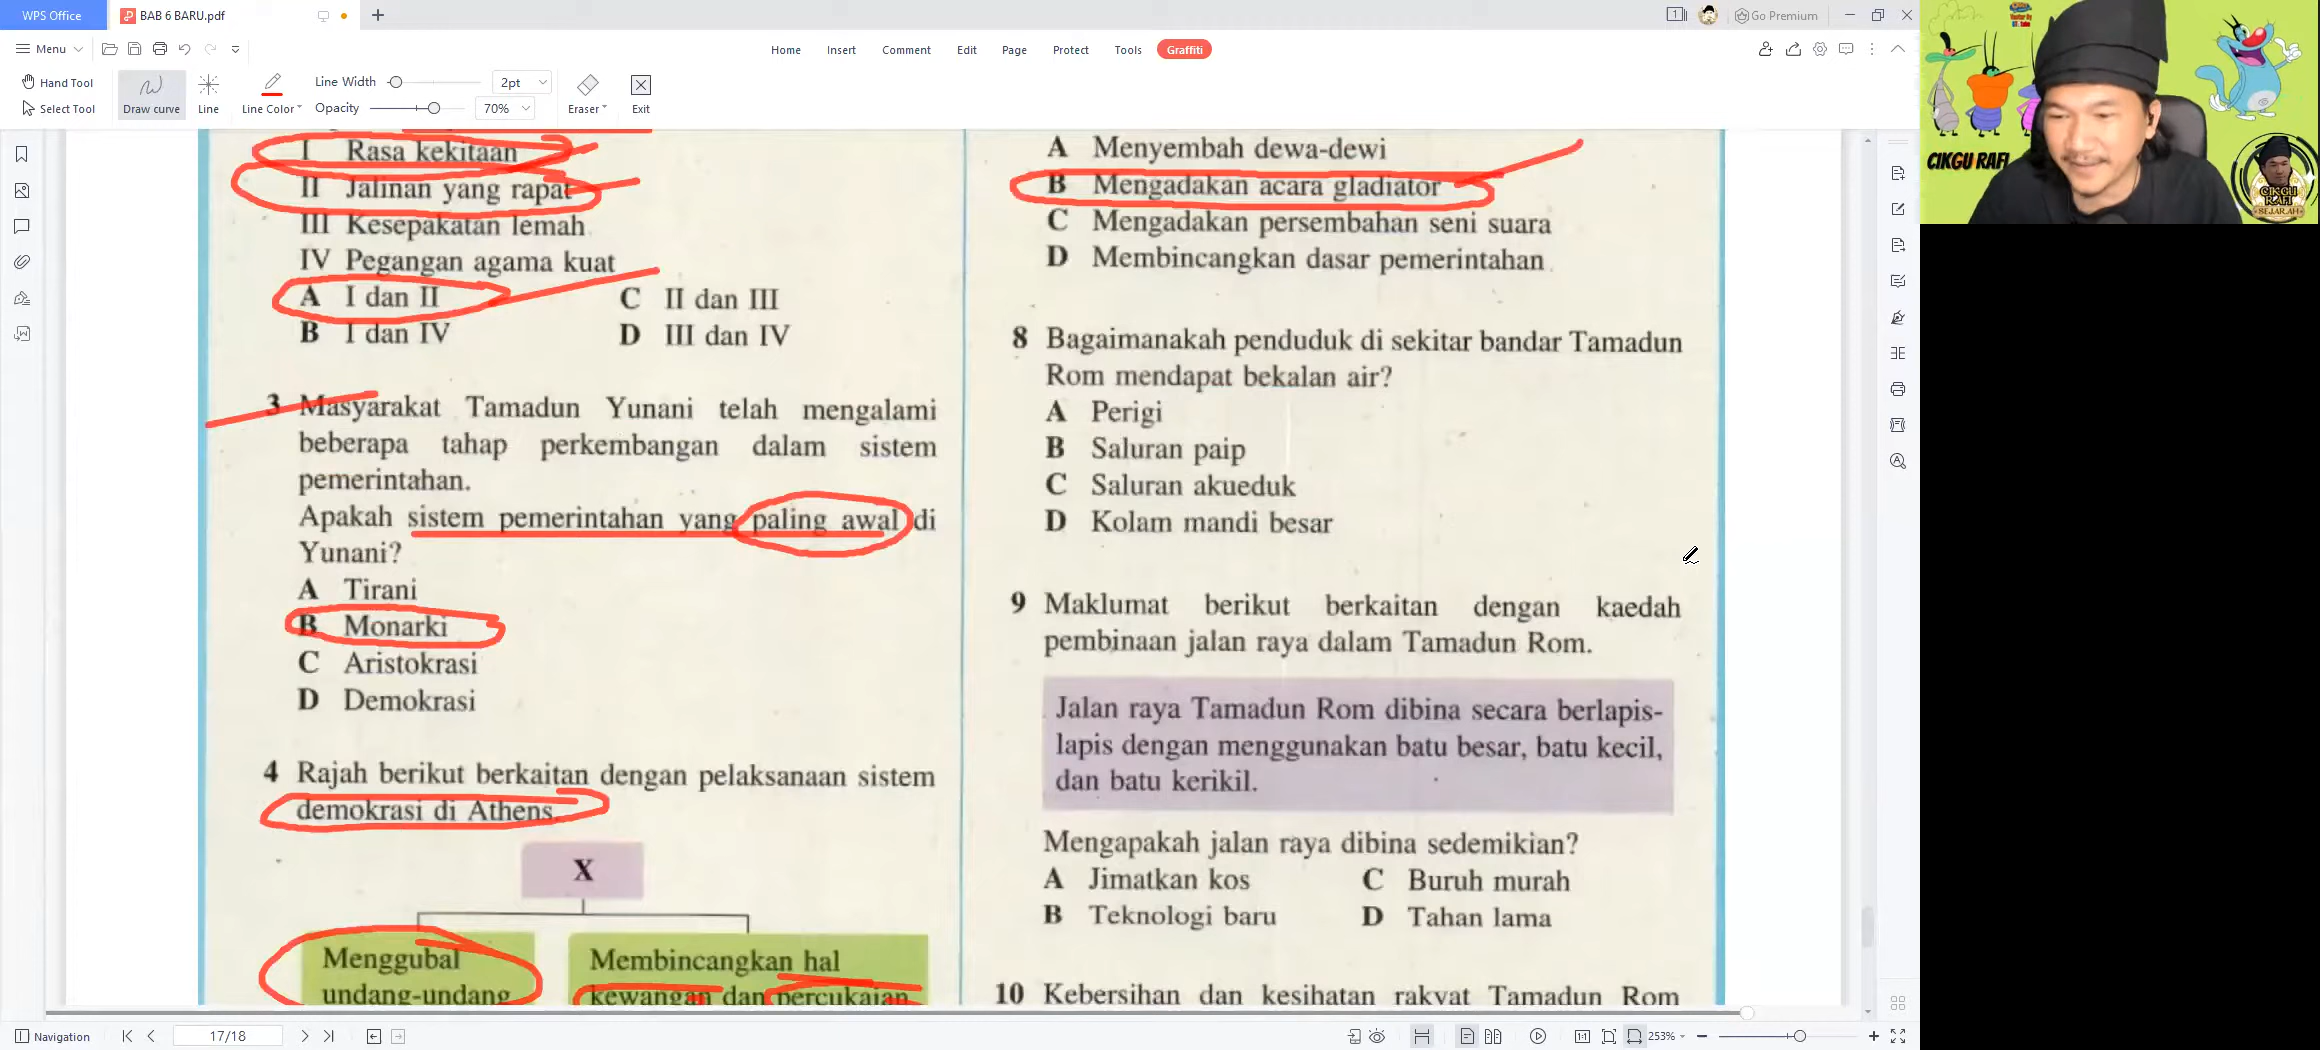 WPS Office
BAB 6 BARU.pdf
1
Go Premium
Menu
Home Insert Comment Edit Page Protect Tools Graffiti
Hand Tool
Select Tool
Draw curve
Line
Line Color
Line Width 2pt
Opacity 70%
Eraser
Exit
I Rasa kekitaan
II Jalinan yang rapat
III Kesepakatan lemah
IV Pegangan agama kuat
A I dan II
C II dan III
B I dan IV
D III dan IV
3 Masyarakat Tamadun Yunani telah mengalami
beberapa tahap perkembangan dalam sistem
pemerintahan.
Apakah sistem pemerintahan yang paling awal di
Yunani?
A Tirani
B Monarki
C Aristokrasi
D Demokrasi
4 Rajah berikut berkaitan dengan pelaksanaan sistem
demokrasi di Athens.
X
Menggubal
undang-undang
Membincangkan hal
kewangan dan percukaian
A Menyembah dewa-dewi
B Mengadakan acara gladiator
C Mengadakan persembahan seni suara
D Membincangkan dasar pemerintahan
8 Bagaimanakah penduduk di sekitar bandar Tamadun
Rom mendapat bekalan air?
A Perigi
B Saluran paip
C Saluran akueduk
D Kolam mandi besar
9 Maklumat berikut berkaitan dengan kaedah
pembinaan jalan raya dalam Tamadun Rom.
Jalan raya Tamadun Rom dibina secara berlapis-
lapis dengan menggunakan batu besar, batu kecil,
dan batu kerikil.
Mengapakah jalan raya dibina sedemikian?
A Jimatkan kos
C Buruh murah
B Teknologi baru
D Tahan lama
10 Kebersihan dan kesihatan rakyat Tamadun Rom
CIKGU RAFI
CIKGU
RAFI
SEJARAH
Navigation
17/18
253%